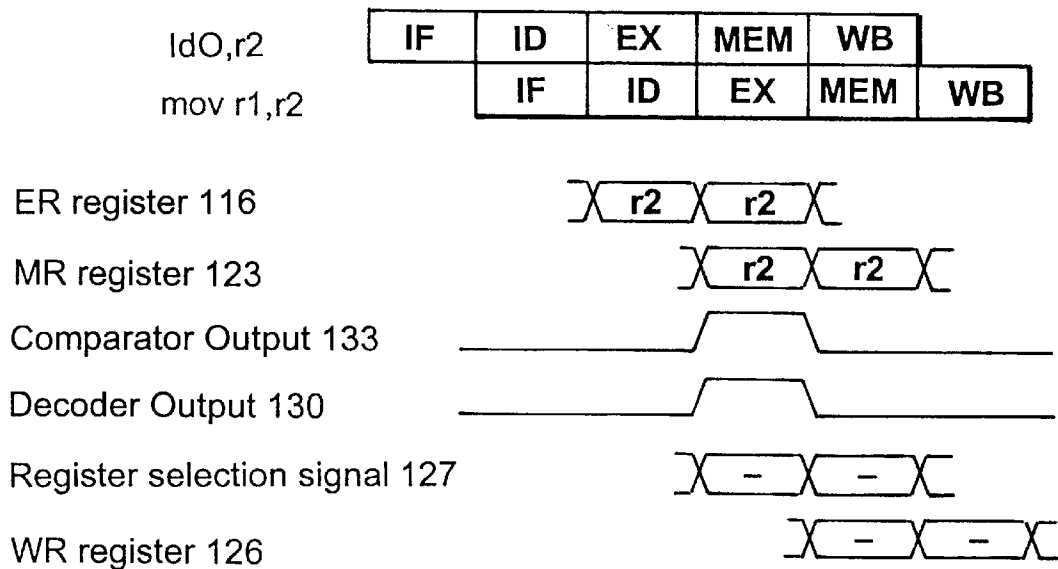 ldO,r2 IF ID EX MEM WB
mov r1,r2 IF ID EX MEM WB
ER register 116 r2 r2
MR register 123 r2 r2
Comparator Output 133
Decoder Output 130
Register selection signal 127 – –
WR register 126 – –